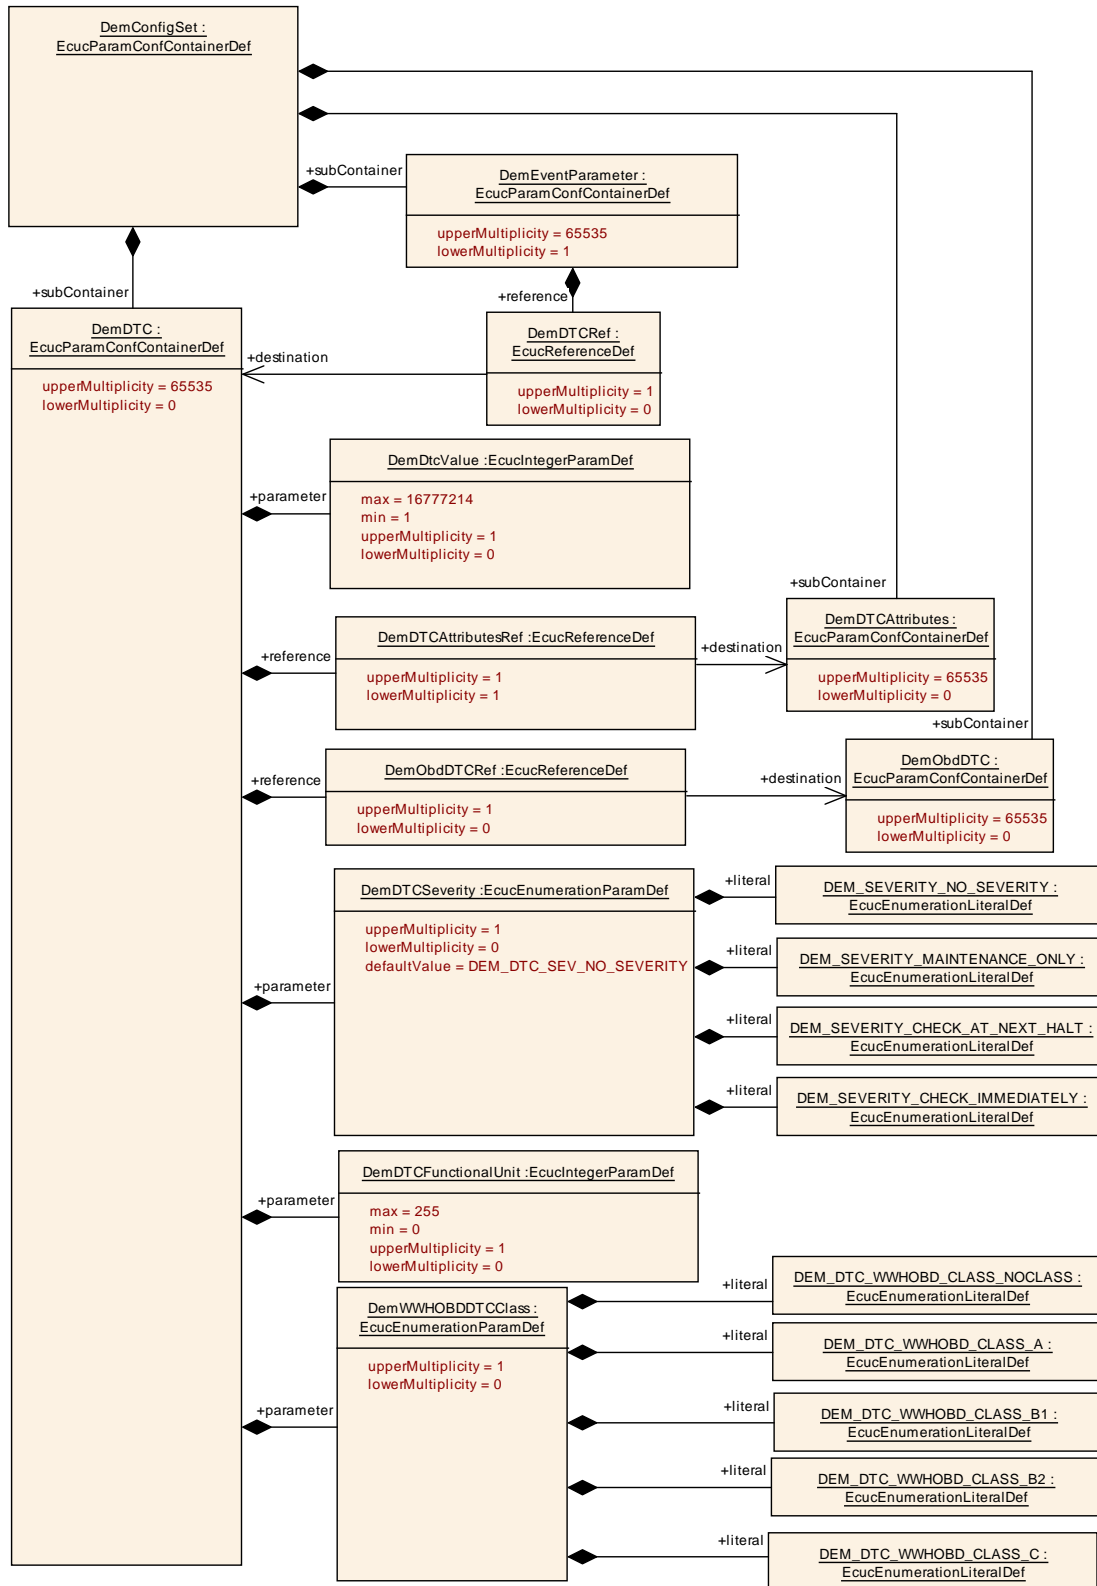 DemConfigSet :
EcucParamConfContainerDef
+subContainer
DemEventParameter :
EcucParamConfContainerDef
upperMultiplicity = 65535
lowerMultiplicity = 1
+subContainer
+reference
DemDTC :
EcucParamConfContainerDef
upperMultiplicity = 65535
lowerMultiplicity = 0
DemDTCRef :
EcucReferenceDef
upperMultiplicity = 1
lowerMultiplicity = 0
+destination
DemDtcValue :EcucIntegerParamDef
max = 16777214
min = 1
upperMultiplicity = 1
lowerMultiplicity = 0
+parameter
+subContainer
DemDTCAttributesRef :EcucReferenceDef
upperMultiplicity = 1
lowerMultiplicity = 1
+reference
+destination
DemDTCAttributes :
EcucParamConfContainerDef
upperMultiplicity = 65535
lowerMultiplicity = 0
+subContainer
DemObdDTCRef :EcucReferenceDef
upperMultiplicity = 1
lowerMultiplicity = 0
+reference
+destination
DemObdDTC :
EcucParamConfContainerDef
upperMultiplicity = 65535
lowerMultiplicity = 0
DemDTCSeverity :EcucEnumerationParamDef
upperMultiplicity = 1
lowerMultiplicity = 0
defaultValue = DEM_DTC_SEV_NO_SEVERITY
+parameter
+literal
DEM_SEVERITY_NO_SEVERITY :
EcucEnumerationLiteralDef
+literal
DEM_SEVERITY_MAINTENANCE_ONLY :
EcucEnumerationLiteralDef
+literal
DEM_SEVERITY_CHECK_AT_NEXT_HALT :
EcucEnumerationLiteralDef
+literal
DEM_SEVERITY_CHECK_IMMEDIATELY :
EcucEnumerationLiteralDef
DemDTCFunctionalUnit :EcucIntegerParamDef
max = 255
min = 0
upperMultiplicity = 1
lowerMultiplicity = 0
+parameter
DemWWHOBDDTCClass :
EcucEnumerationParamDef
upperMultiplicity = 1
lowerMultiplicity = 0
+parameter
+literal
DEM_DTC_WWHOBD_CLASS_NOCLASS :
EcucEnumerationLiteralDef
+literal
DEM_DTC_WWHOBD_CLASS_A :
EcucEnumerationLiteralDef
+literal
DEM_DTC_WWHOBD_CLASS_B1 :
EcucEnumerationLiteralDef
+literal
DEM_DTC_WWHOBD_CLASS_B2 :
EcucEnumerationLiteralDef
+literal
DEM_DTC_WWHOBD_CLASS_C :
EcucEnumerationLiteralDef